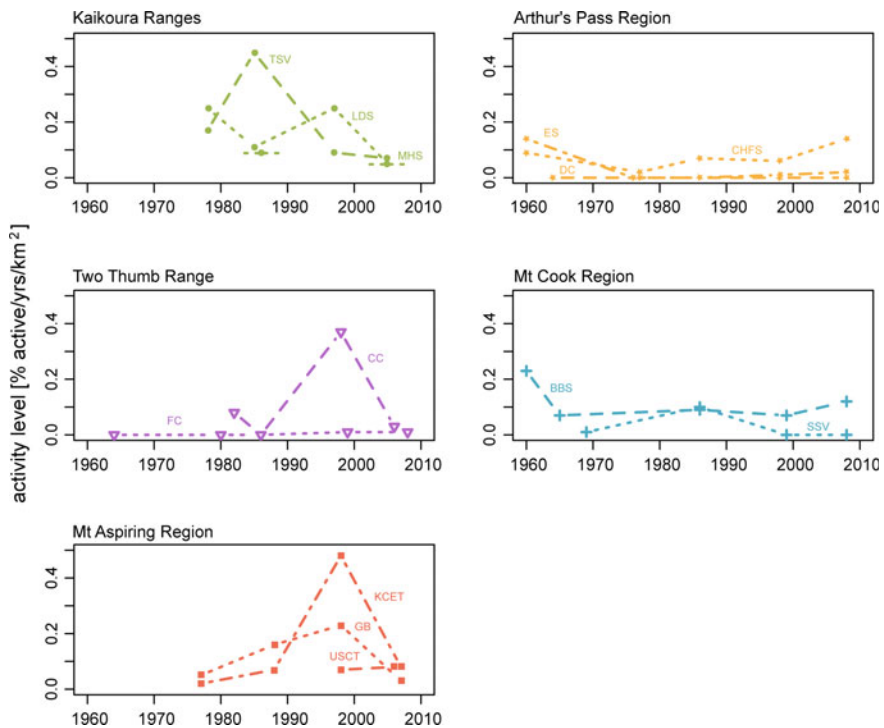 Kaikoura Ranges
0.4
0.2
0.0
TSV
LDS
MHS
1960 1970 1980 1990 2000 2010
Arthur's Pass Region
0.4
0.2
0.0
ES
DC
CHFS
1960 1970 1980 1990 2000 2010
activity level [% active/yrs/km²]
Two Thumb Range
0.4
0.2
0.0
CC
FC
1960 1970 1980 1990 2000 2010
Mt Cook Region
0.4
0.2
0.0
BBS
SSV
1960 1970 1980 1990 2000 2010
Mt Aspiring Region
0.4
0.2
0.0
KCET
GB
USCT
1960 1970 1980 1990 2000 2010